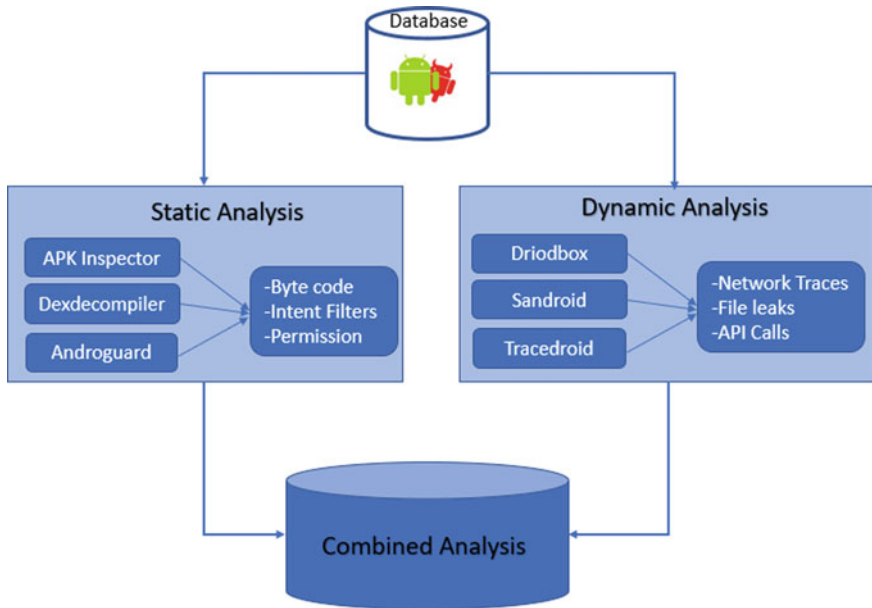 Database
Static Analysis
APK Inspector
Dexdecompiler
Androguard
-Byte code
-Intent Filters
-Permission
Dynamic Analysis
Driodbox
Sandroid
Tracedroid
-Network Traces
-File leaks
-API Calls
Combined Analysis